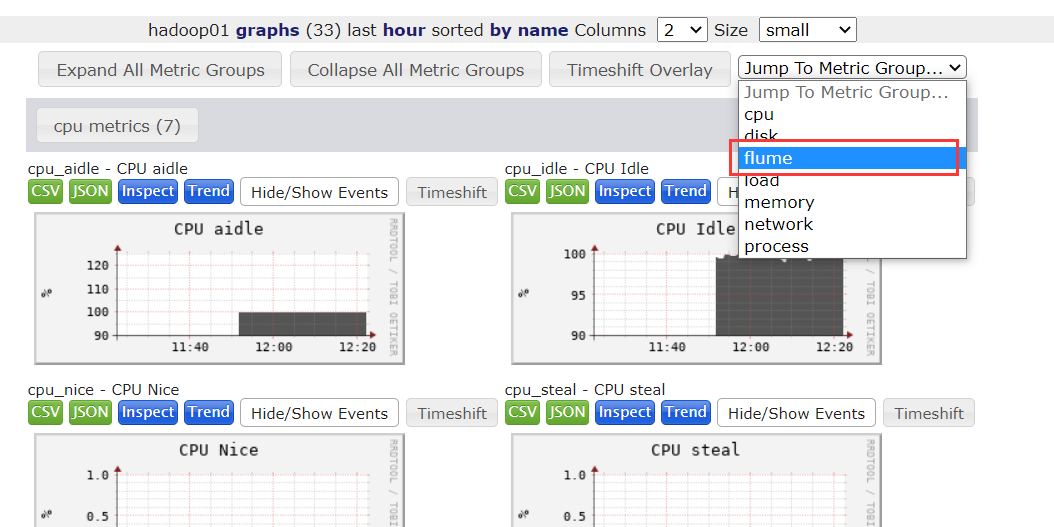 hadoop01 graphs (33) last hour sorted by name Columns 2 Size small
Expand All Metric Groups Collapse All Metric Groups Timeshift Overlay Jump To Metric Group...
Jump To Metric Group...
cpu
disk
flume
load
memory
network
process
cpu metrics (7)
cpu_aidle - CPU aidle
CSV JSON Inspect Trend Hide/Show Events Timeshift
CPU aidle
120
110
100
90
%
11:40 12:00 12:20
RRDTOOL / TOBI OETIKER
cpu_idle - CPU Idle
CSV JSON Inspect Trend H
CPU Idle
100
95
90
%
11:40 12:00 12:20
TOBI OETIKER
cpu_nice - CPU Nice
CSV JSON Inspect Trend Hide/Show Events Timeshift
CPU Nice
1.0
0.5
%
RRDTOOL / TOBI
cpu_steal - CPU steal
CSV JSON Inspect Trend Hide/Show Events Timeshift
CPU steal
1.0
0.5
%
RRDTOOL / TOBI